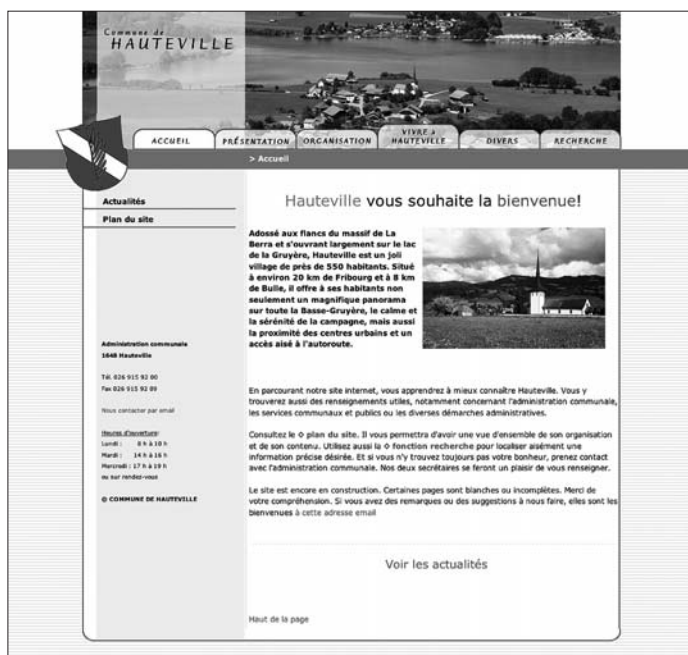 Commune de
HAUTEVILLE
ACCUEIL
PRÉSENTATION
ORGANISATION
VIVRE à
HAUTEVILLE
DIVERS
RECHERCHE
> Accueil
Actualités
Plan du site
Administration communale
1648 Hauteville
Tél. 026 915 92 00
Fax 026 915 92 09
Nous contacter par email
Heures d'ouverture:
Lundi : 8 h à 10 h
Mardi : 14 h à 16 h
Mercredi : 17 h à 19 h
ou sur rendez-vous
© COMMUNE DE HAUTEVILLE
Hauteville vous souhaite la bienvenue!
Adossé aux flancs du massif de La
Berra et s'ouvrant largement sur le lac
de la Gruyère, Hauteville est un joli
village de près de 550 habitants. Situé
à environ 20 km de Fribourg et à 8 km
de Bulle, il offre à ses habitants non
seulement un magnifique panorama
sur toute la Basse-Gruyère, le calme et
la sérénité de la campagne, mais aussi
la proximité des centres urbains et un
accès aisé à l'autoroute.
En parcourant notre site internet, vous apprendrez à mieux connaître Hauteville. Vous y
trouverez aussi des renseignements utiles, notamment concernant l'administration communale,
les services communaux et publics ou les diverses démarches administratives.
Consultez le ◊ plan du site. Il vous permettra d'avoir une vue d'ensemble de son organisation
et de son contenu. Utilisez aussi la ◊ fonction recherche pour localiser aisément une
information précise désirée. Et si vous n'y trouvez toujours pas votre bonheur, prenez contact
avec l'administration communale. Nos deux secrétaires se feront un plaisir de vous renseigner.
Le site est encore en construction. Certaines pages sont blanches ou incomplètes. Merci de
votre compréhension. Si vous avez des remarques ou des suggestions à nous faire, elles sont les
bienvenues à cette adresse email
Voir les actualités
Haut de la page